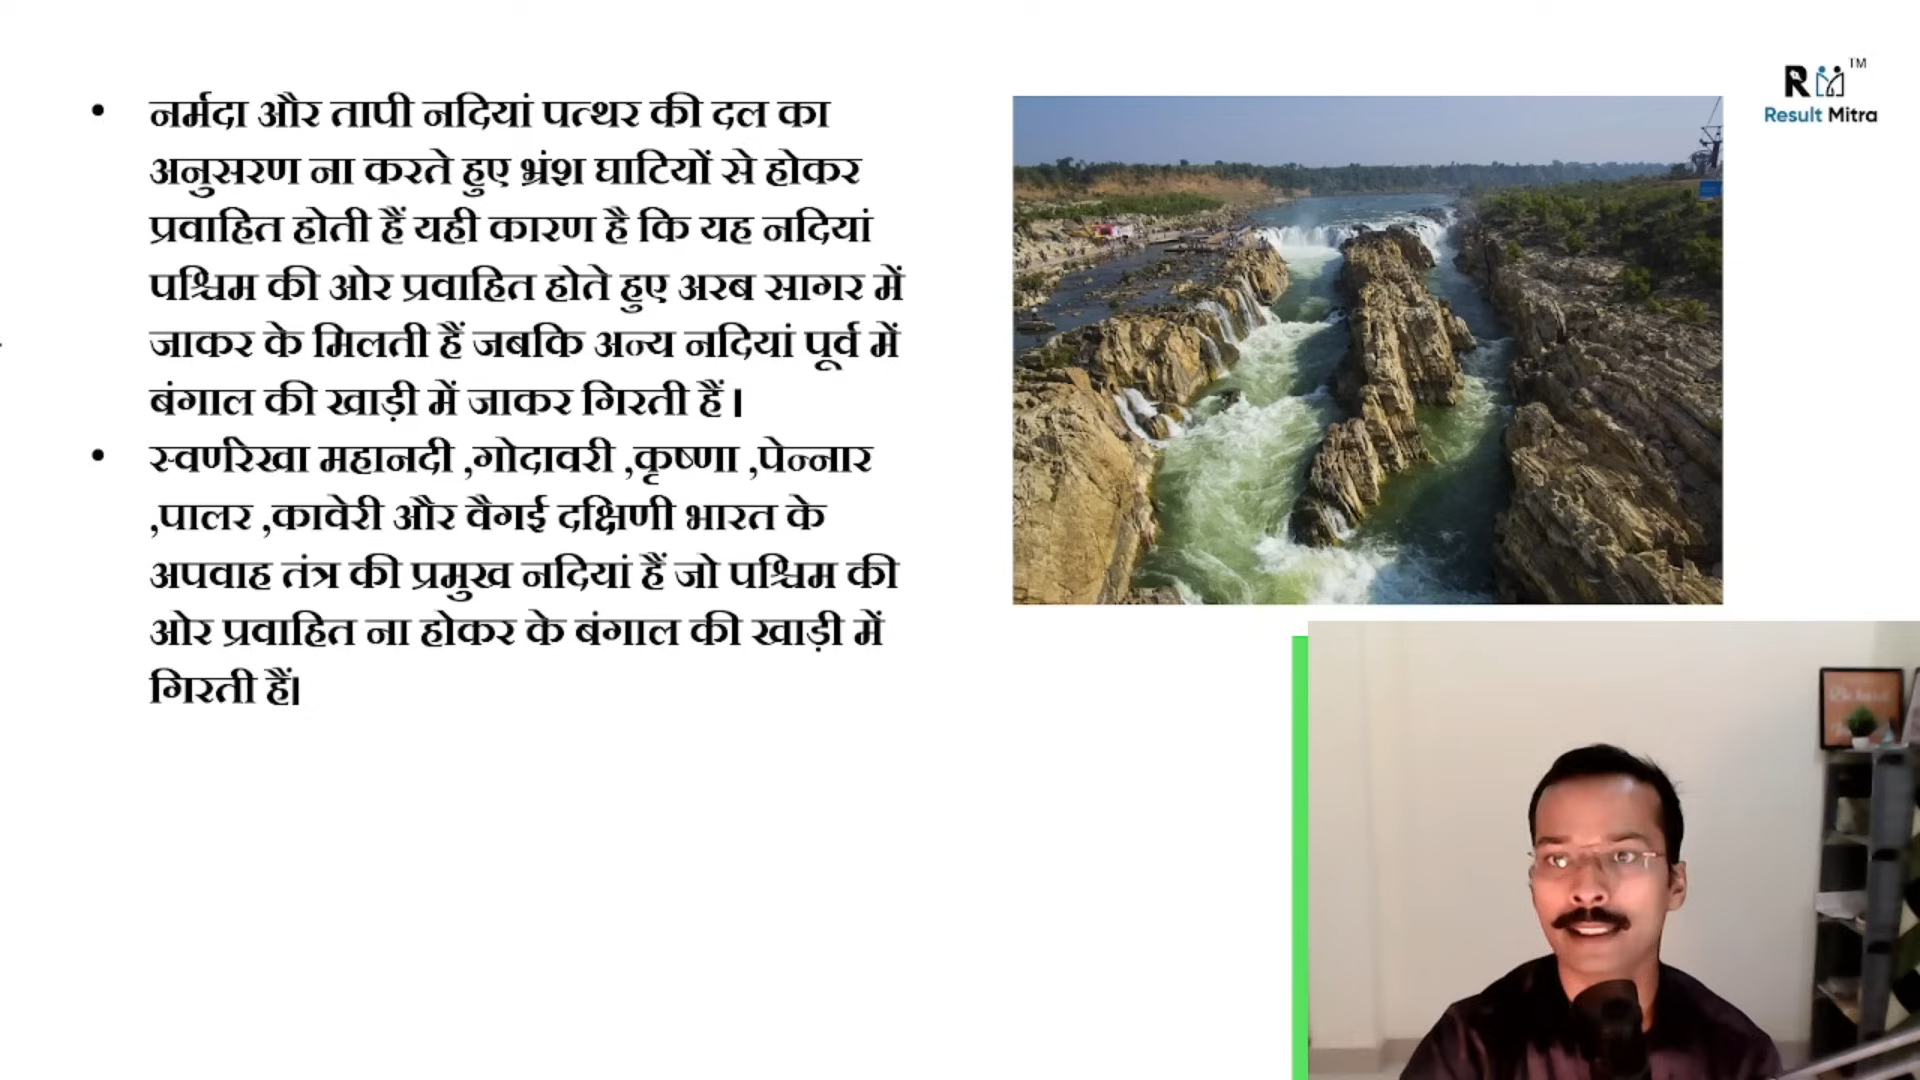 • नर्मदा और तापी नदियां पत्थर की दल का
अनुसरण ना करते हुए भ्रंश घाटियों से होकर
प्रवाहित होती हैं यही कारण है कि यह नदियां
पश्चिम की ओर प्रवाहित होते हुए अरब सागर में
जाकर के मिलती हैं जबकि अन्य नदियां पूर्व में
बंगाल की खाड़ी में जाकर गिरती हैं ।
• स्वर्णरेखा महानदी ,गोदावरी ,कृष्णा ,पेन्नार
,पालर ,कावेरी और वैगई दक्षिणी भारत के
अपवाह तंत्र की प्रमुख नदियां हैं जो पश्चिम की
ओर प्रवाहित ना होकर के बंगाल की खाड़ी में
गिरती हैं।
R TM
Result Mitra